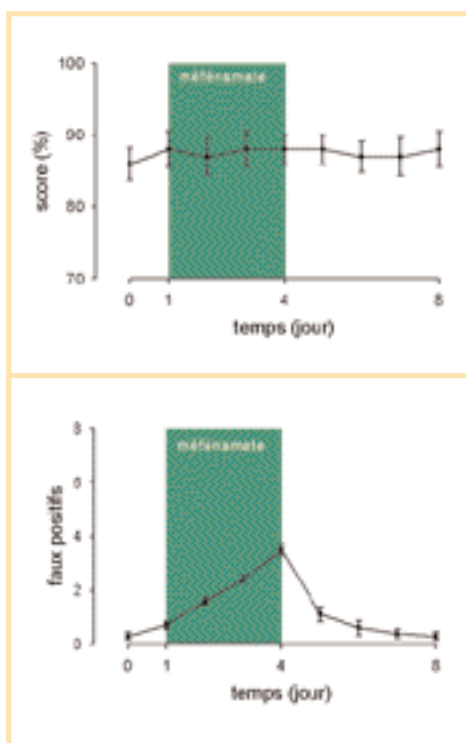 100
méfénamate
90
score (%)
80
70
0 1 4 8
temps (jour)
8
méfénamate
6
faux positifs
4
2
0
0 1 4 8
temps (jour)